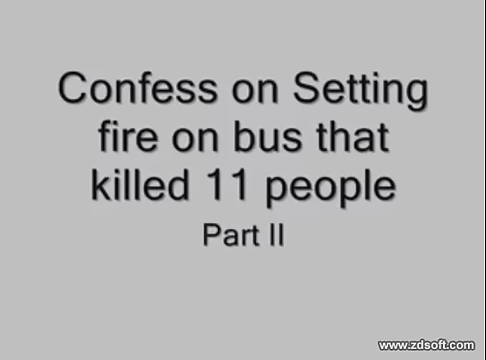 Confess on Setting
fire on bus that
killed 11 people
Part II
www.zdsoft.com